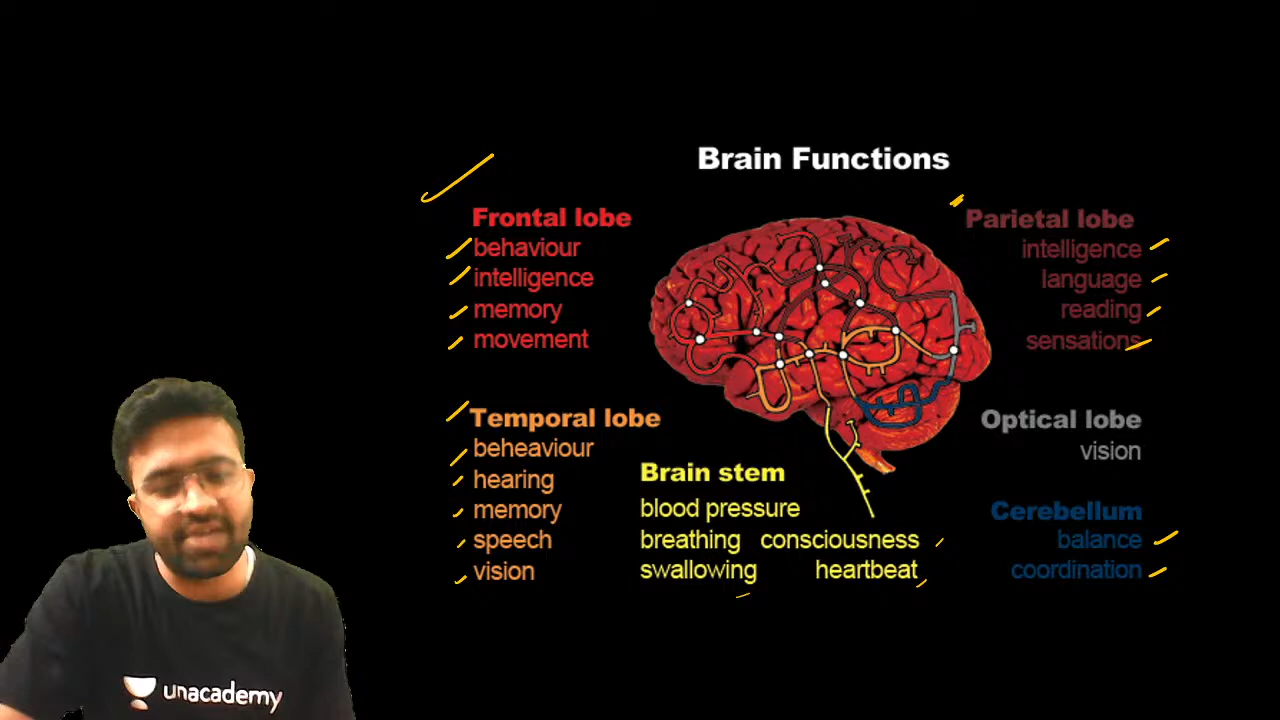 Brain Functions
Frontal lobe
behaviour
intelligence
memory
movement
Parietal lobe
intelligence
language
reading
sensations
Temporal lobe
beheaviour
hearing
memory
speech
vision
Brain stem
blood pressure
breathing consciousness
swallowing heartbeat
Optical lobe
vision
Cerebellum
balance
coordination
unacademy